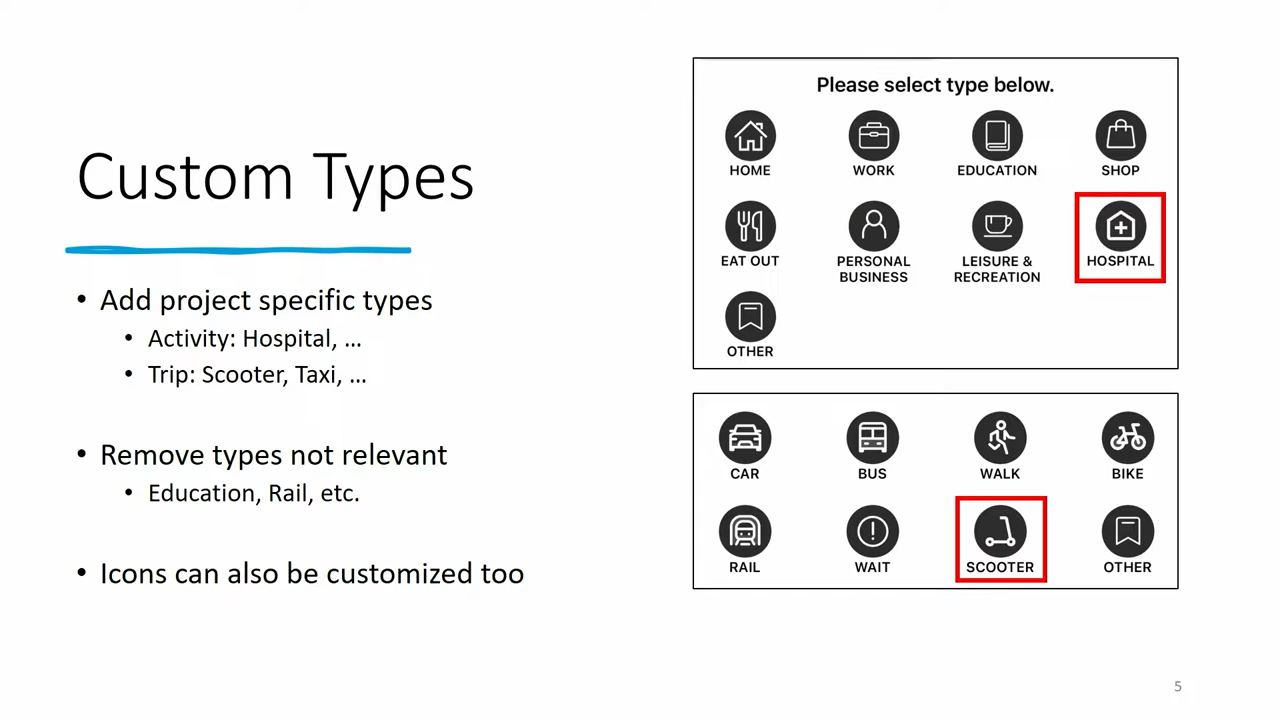 Custom Types
• Add project specific types
• Activity: Hospital, ...
• Trip: Scooter, Taxi, ...
• Remove types not relevant
• Education, Rail, etc.
• Icons can also be customized too
Please select type below.
HOME WORK EDUCATION SHOP
EAT OUT PERSONAL BUSINESS LEISURE & RECREATION HOSPITAL
OTHER
CAR BUS WALK BIKE
RAIL WAIT SCOOTER OTHER
5